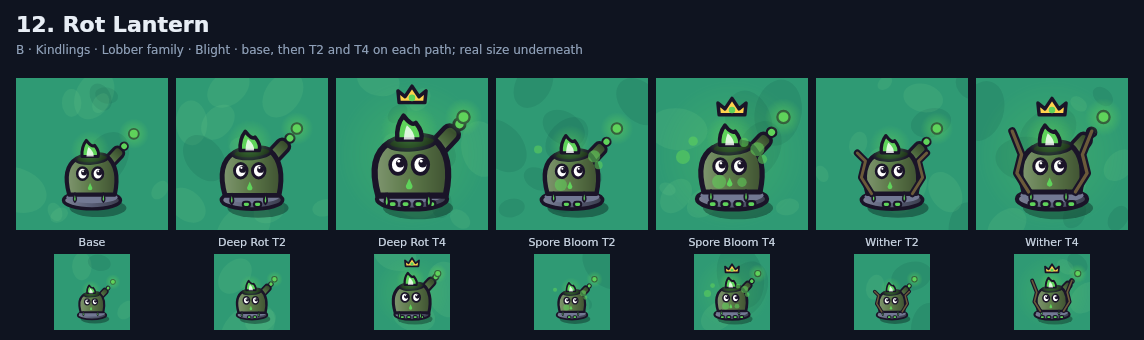 12. Rot Lantern
B · Kindlings · Lobber family · Blight · base, then T2 and T4 on each path; real size underneath
Base
Deep Rot T2
Deep Rot T4
Spore Bloom T2
Spore Bloom T4
Wither T2
Wither T4